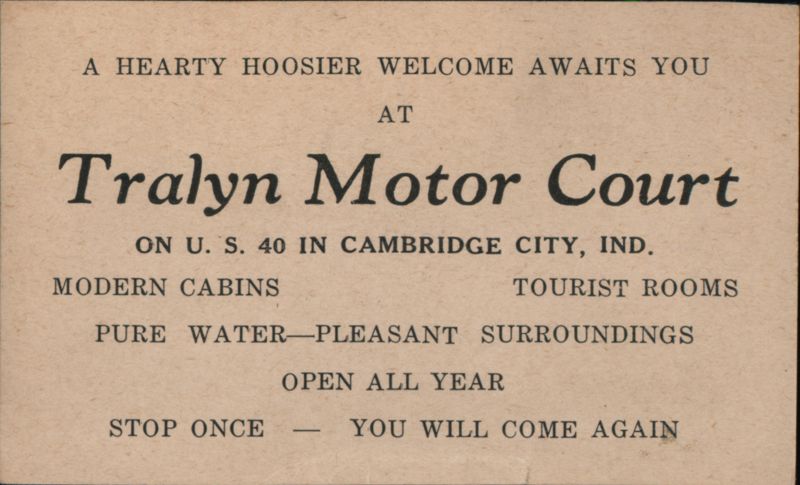 A HEARTY HOOSIER WELCOME AWAITS YOU
AT
Tralyn Motor Court
ON U. S. 40 IN CAMBRIDGE CITY, IND.
MODERN CABINS TOURIST ROOMS
PURE WATER—PLEASANT SURROUNDINGS
OPEN ALL YEAR
STOP ONCE — YOU WILL COME AGAIN